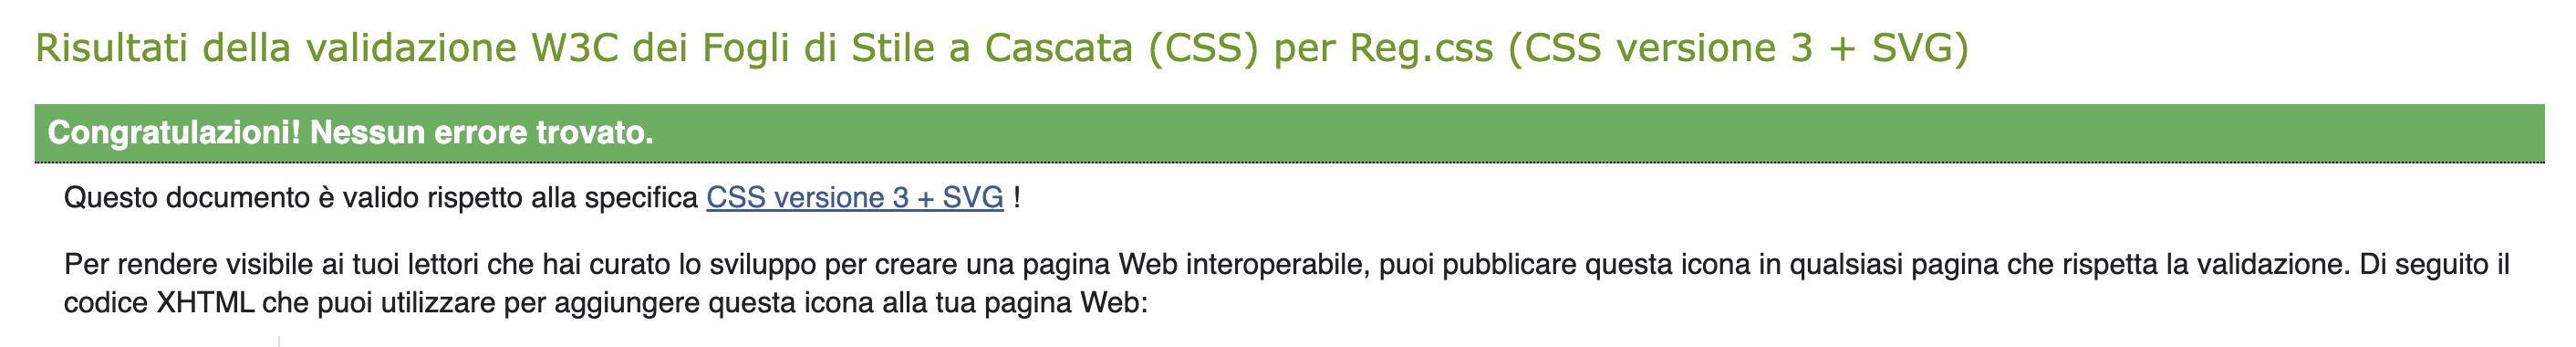 Risultati della validazione W3C dei Fogli di Stile a Cascata (CSS) per Reg.css (CSS versione 3 + SVG)
Congratulazioni! Nessun errore trovato.
Questo documento è valido rispetto alla specifica CSS versione 3 + SVG !
Per rendere visibile ai tuoi lettori che hai curato lo sviluppo per creare una pagina Web interoperabile, puoi pubblicare questa icona in qualsiasi pagina che rispetta la validazione. Di seguito il
codice XHTML che puoi utilizzare per aggiungere questa icona alla tua pagina Web: